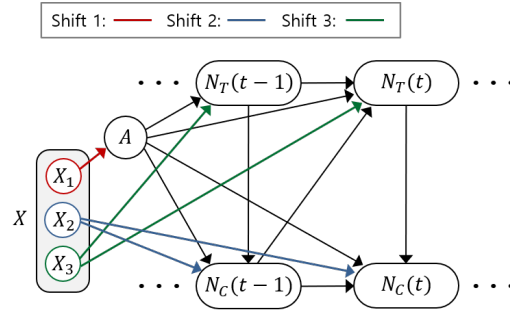 Shift 1: Shift 2: Shift 3:
· · · N_T(t − 1) N_T(t) · · ·
A
X_1
X X_2
X_3
· · · N_C(t − 1) N_C(t) · · ·